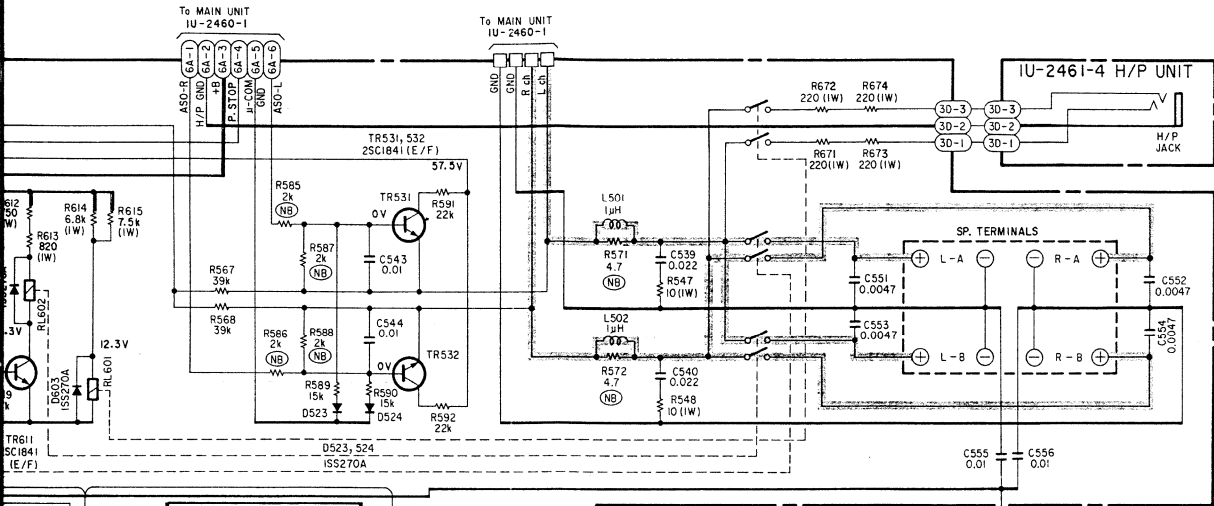 To MAIN UNIT
1U-2460-1
To MAIN UNIT
1U-2460-1
6A-1
6A-2
6A-3
6A-4
6A-5
6A-6
ASO-R
H/P GND
+B
P.STOP
μ-COM
GND
ASO-L
GND
GND
R ch
L ch
1U-2461-4 H/P UNIT
R672
220 (1W)
R674
220 (1W)
3D-3
3D-3
3D-2
3D-2
3D-1
3D-1
H/P
JACK
R671
220(1W)
R673
220 (1W)
TR531, 532
2SC1841 (E/F)
57.5V
R585
2k
NB
TR531
0V
R591
22k
R614
6.8k
(1W)
R615
7.5k
(1W)
R613
820
(1W)
R587
2k
NB
C543
0.01
L501
1μH
R571
4.7
NB
C539
0.022
R547
10 (1W)
SP. TERMINALS
L-A
R-A
C551
0.0047
C552
0.0047
R567
39k
R568
39k
RL602
R586
2k
NB
R588
2k
NB
C544
0.01
TR532
0V
L502
1μH
R572
4.7
NB
C540
0.022
R548
10 (1W)
C553
0.0047
C554
0.0047
L-B
R-B
.3V
12.3V
D603
1SS270A
RL601
R589
15k
R590
15k
D523
D524
R592
22k
TR611
SC1841
(E/F)
D523, 524
1SS270A
C555
0.01
C556
0.01